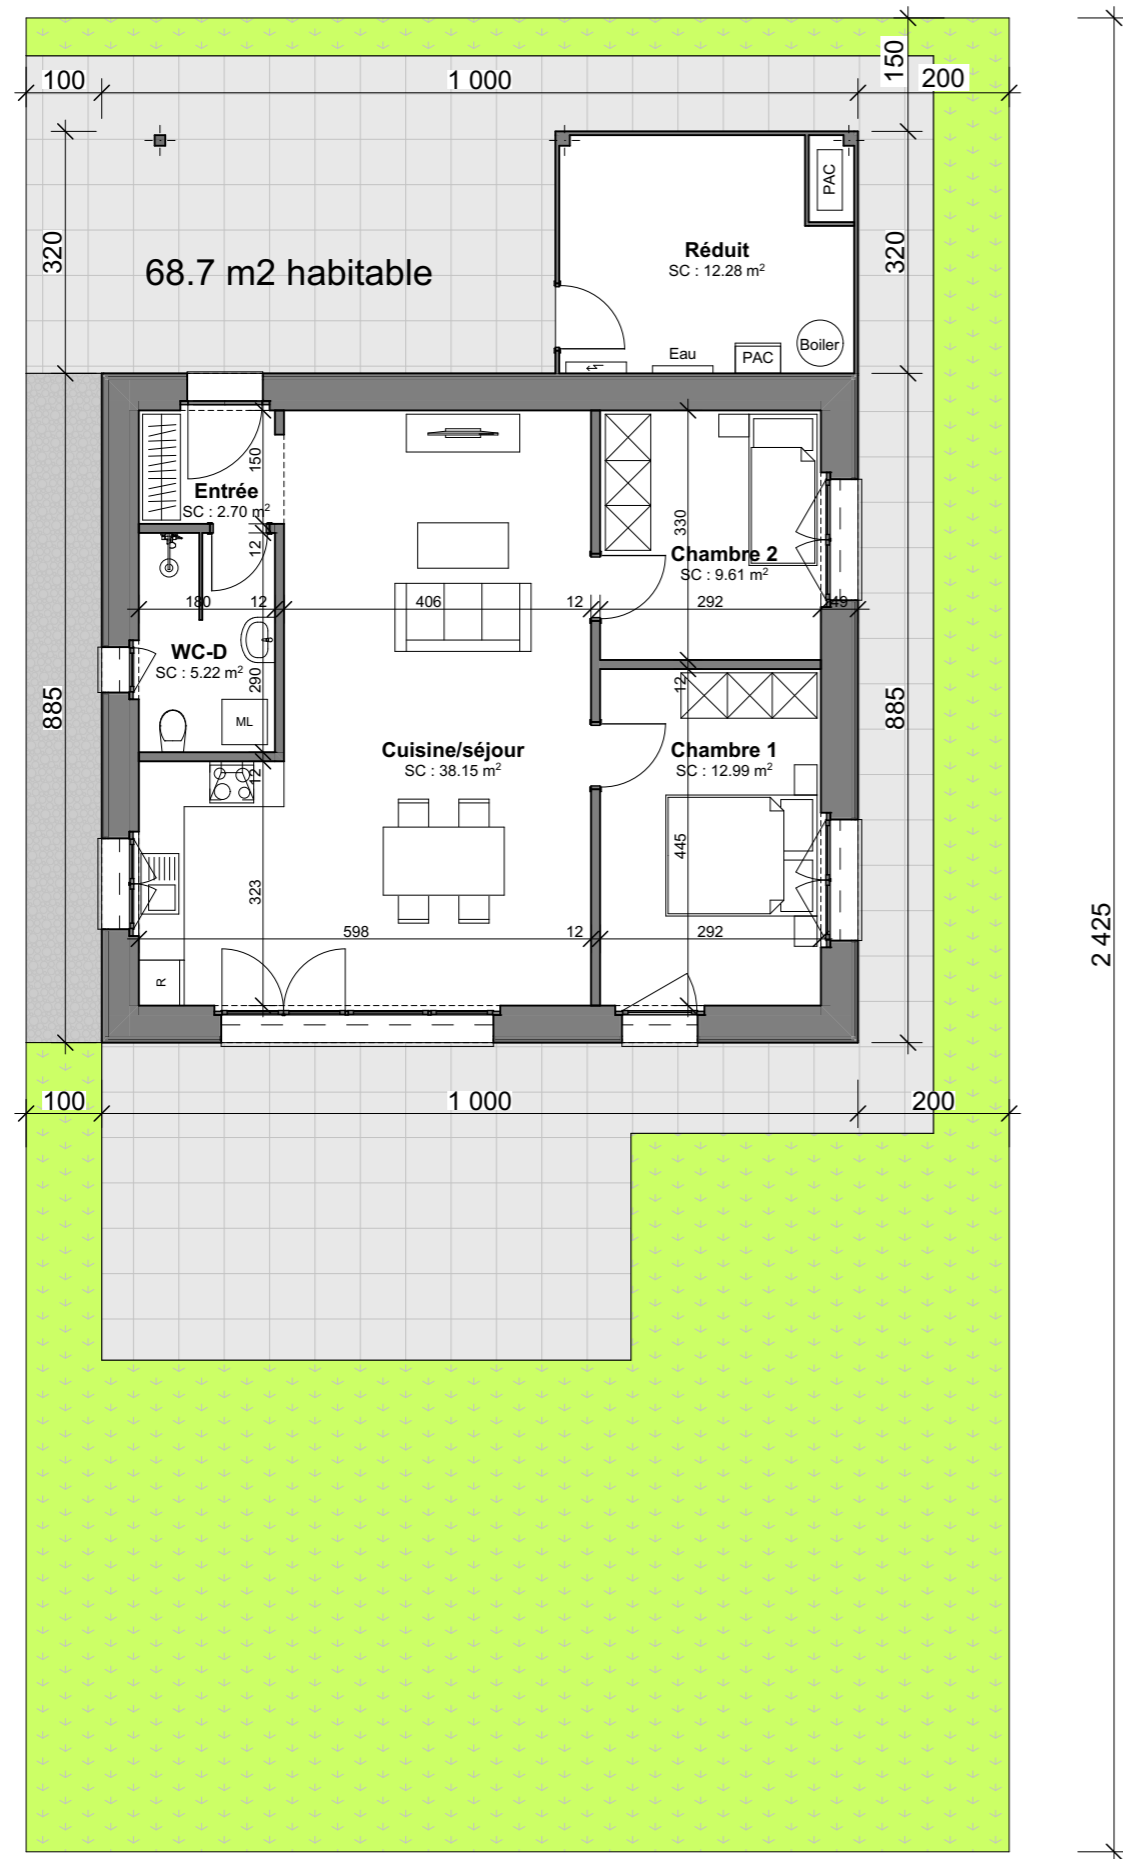 150
100
1 000
200
320
320
PAC
Réduit
SC : 12.28 m²
68.7 m2 habitable
Eau
PAC
Boiler
150
Entrée
SC : 2.70 m²
12
330
Chambre 2
SC : 9.61 m²
180
12
406
12
292
49
WC-D
SC : 5.22 m²
290
12
ML
885
885
Cuisine/séjour
SC : 38.15 m²
Chambre 1
SC : 12.99 m²
12
445
323
598
12
292
R
2 425
100
1 000
200